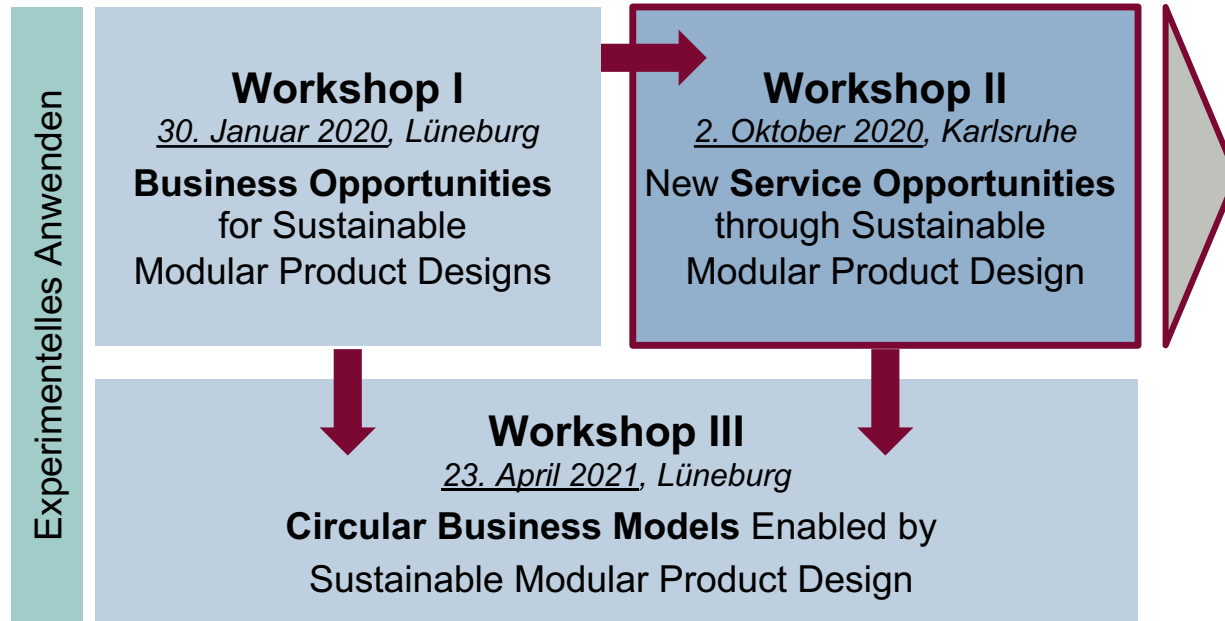 Experimentelles Anwenden
Workshop I
30. Januar 2020, Lüneburg
Business Opportunities
for Sustainable
Modular Product Designs
Workshop II
2. Oktober 2020, Karlsruhe
New Service Opportunities
through Sustainable
Modular Product Design
Workshop III
23. April 2021, Lüneburg
Circular Business Models Enabled by
Sustainable Modular Product Design